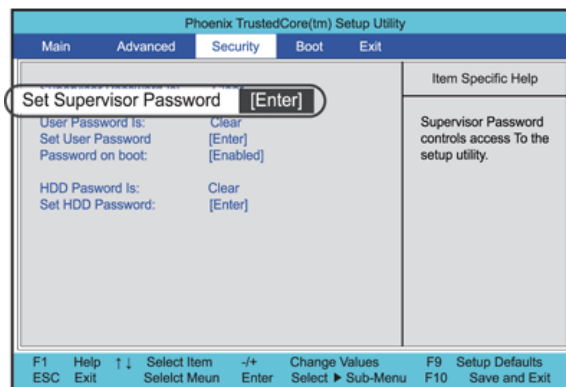 Phoenix TrustedCore(tm) Setup Utility
Main Advanced Security Boot Exit
Item Specific Help
Set Supervisor Password [Enter]
User Password Is: Clear
Set User Password [Enter]
Password on boot: [Enabled]
HDD Pasword Is: Clear
Set HDD Password: [Enter]
Supervisor Password
controls access To the
setup utility.
F1 Help ↑↓ Select Item -/+ Change Values F9 Setup Defaults
ESC Exit Selelct Meun Enter Select ▶ Sub-Menu F10 Save and Exit